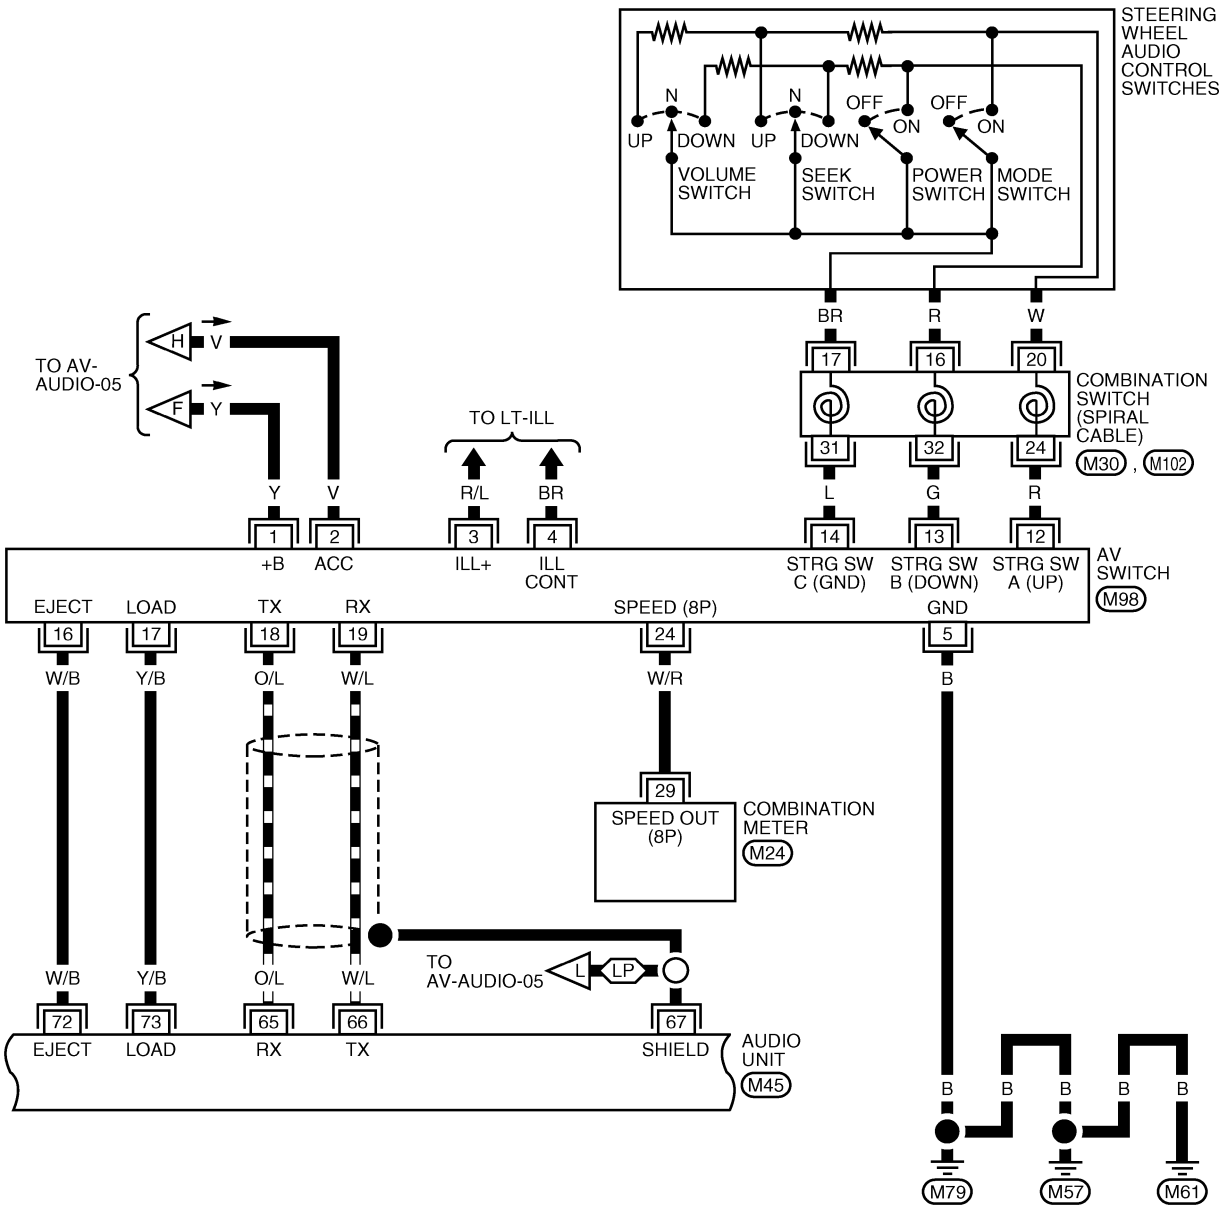 STEERING
WHEEL
AUDIO
CONTROL
SWITCHES
N
N
OFF
OFF
UP
DOWN
UP
DOWN
ON
ON
VOLUME
SWITCH
SEEK
SWITCH
POWER
SWITCH
MODE
SWITCH
BR
R
W
17
16
20
COMBINATION
SWITCH
(SPIRAL
CABLE)
M30 , M102
31
32
24
L
G
R
H
V
TO AV-
AUDIO-05
F
Y
TO LT-ILL
Y
V
R/L
BR
1
2
3
4
14
13
12
+B
ACC
ILL+
ILL
CONT
STRG SW
C (GND)
STRG SW
B (DOWN)
STRG SW
A (UP)
AV
SWITCH
M98
EJECT
LOAD
TX
RX
SPEED (8P)
GND
16
17
18
19
24
5
W/B
Y/B
O/L
W/L
W/R
B
29
SPEED OUT
(8P)
COMBINATION
METER
M24
TO
AV-AUDIO-05
L
LP
W/B
Y/B
O/L
W/L
72
73
65
66
67
EJECT
LOAD
RX
TX
SHIELD
AUDIO
UNIT
M45
B
B
B
B
B
M79
M57
M61